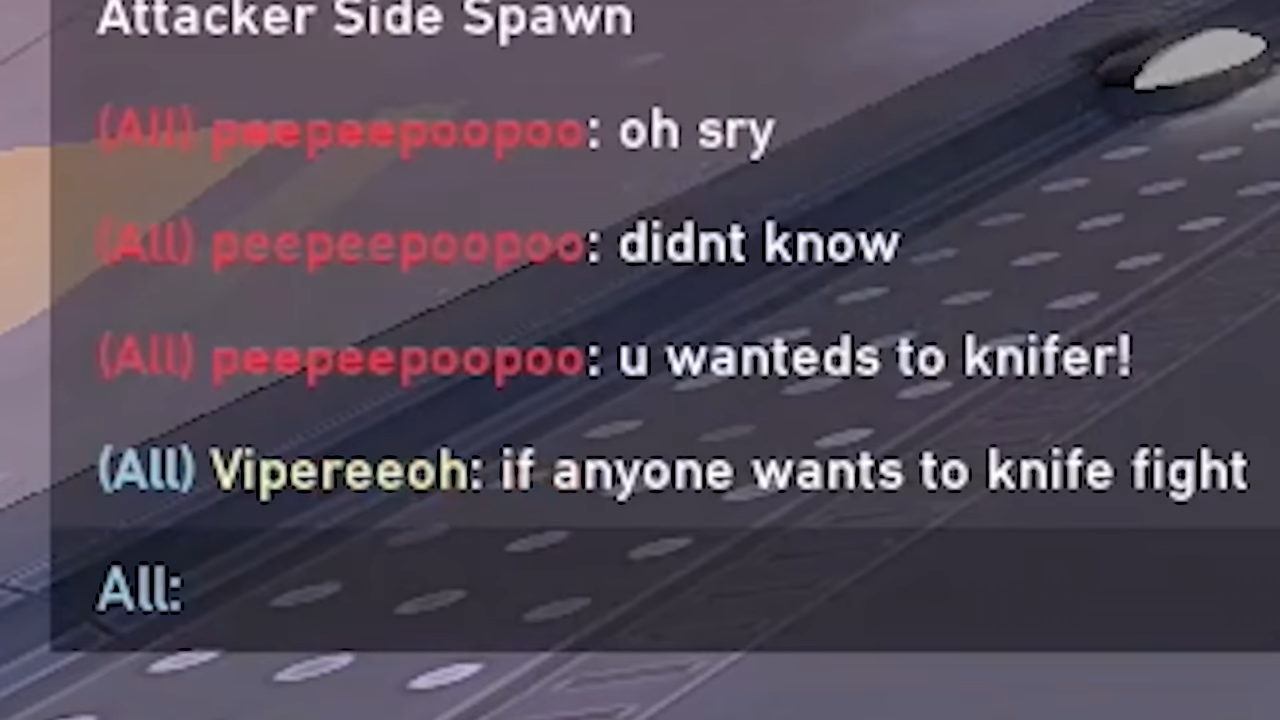 Attacker Side Spawn
(All) peepeepoopoo: oh sry
(All) peepeepoopoo: didnt know
(All) peepeepoopoo: u wanteds to knifer!
(All) Vipereeoh: if anyone wants to knife fight
All: